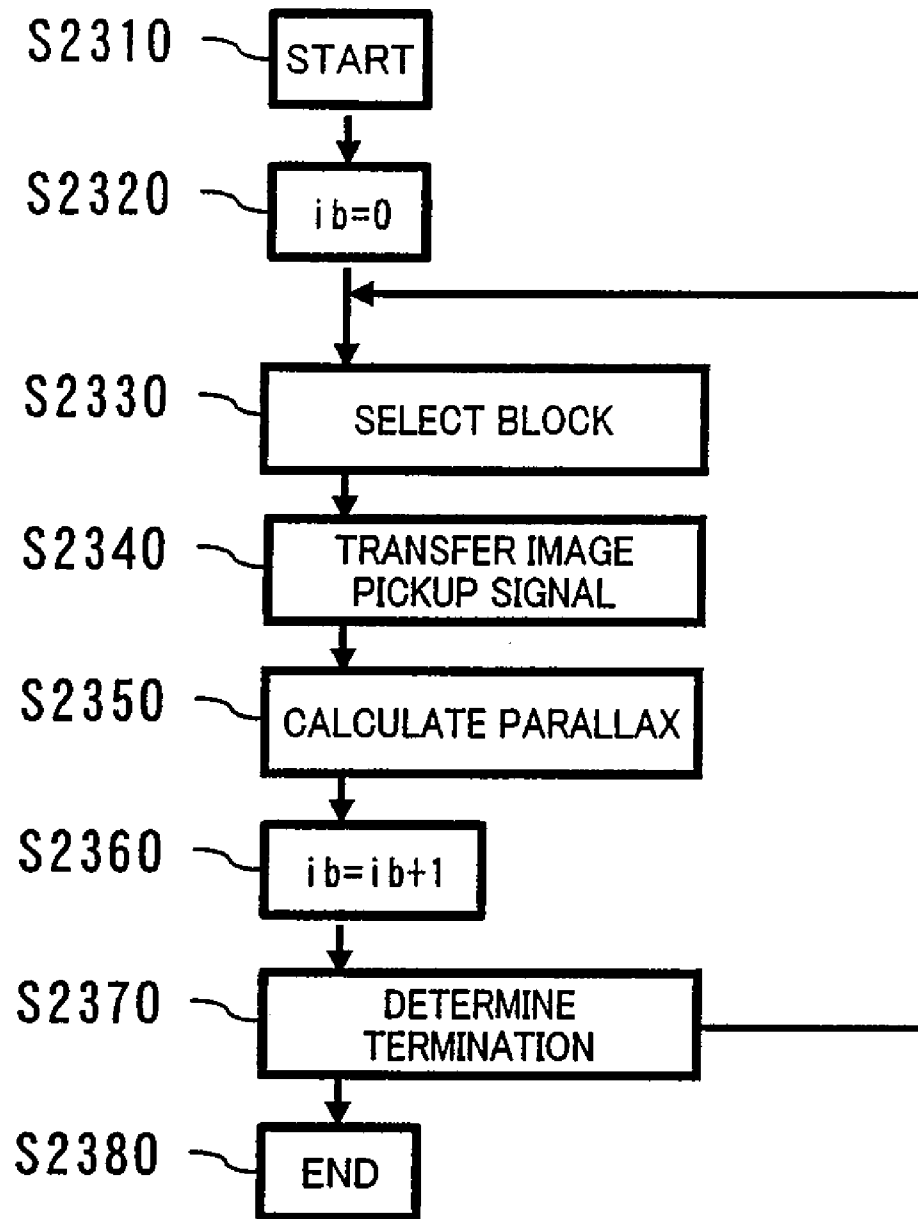 S2310
START
S2320
ib=0
S2330
SELECT BLOCK
S2340
TRANSFER IMAGE
PICKUP SIGNAL
S2350
CALCULATE PARALLAX
S2360
ib=ib+1
S2370
DETERMINE
TERMINATION
S2380
END